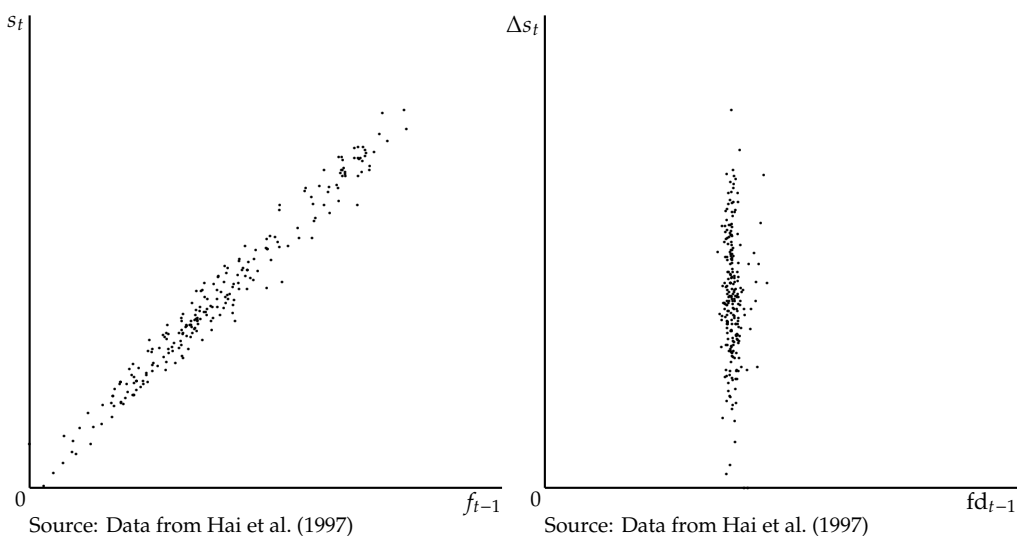 s_t
0
f_{t−1}
Source: Data from Hai et al. (1997)
Δs_t
0
fd_{t−1}
Source: Data from Hai et al. (1997)